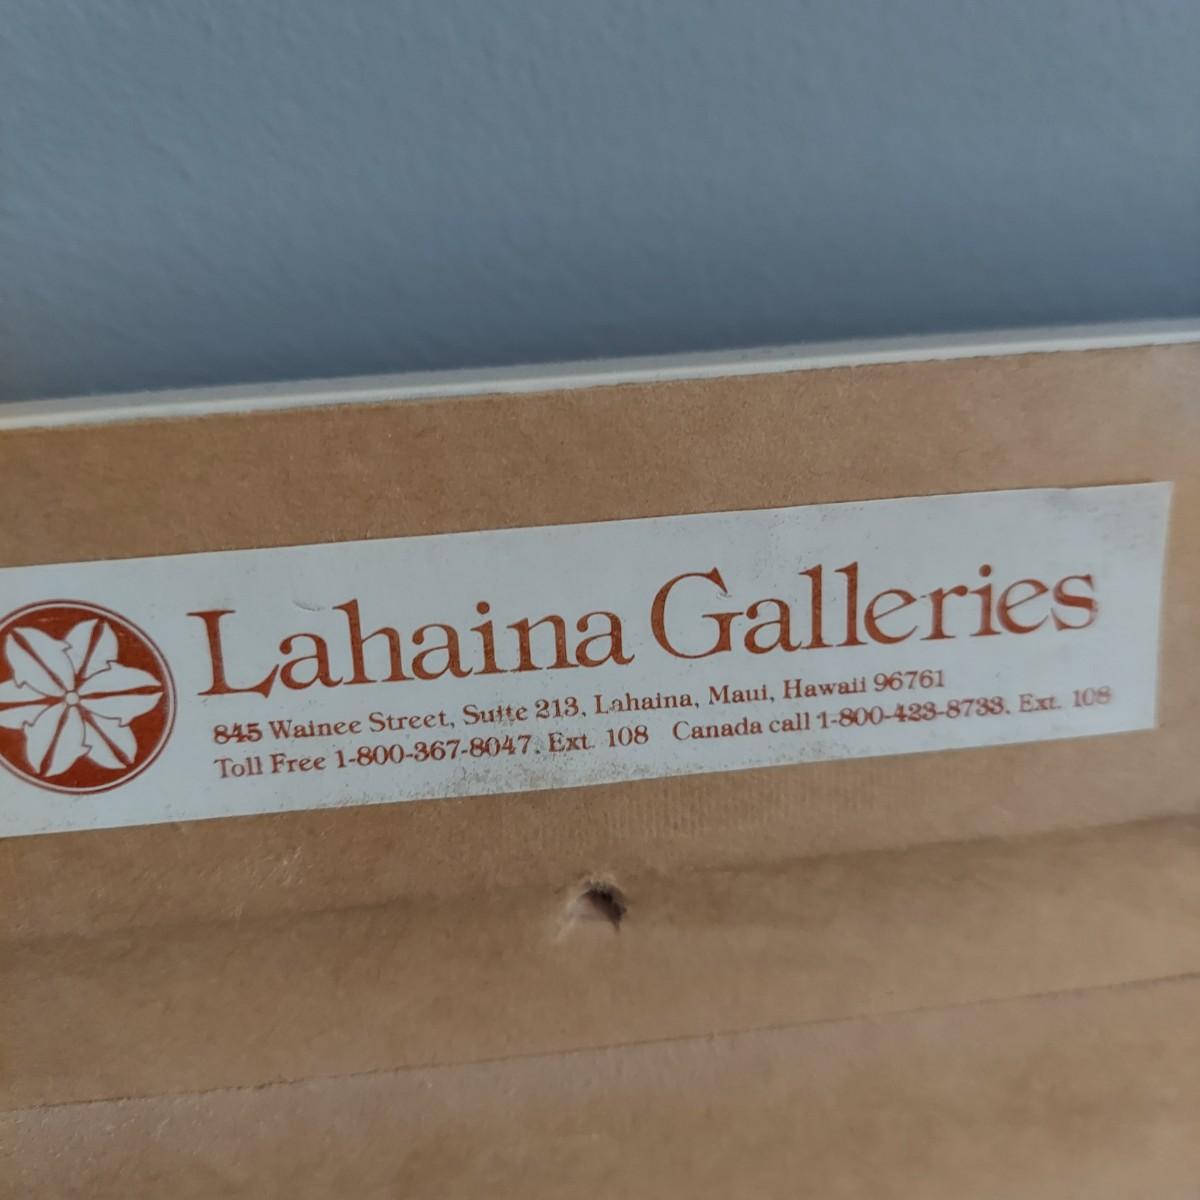 Lahaina Galleries
845 Wainee Street, Suite 213, Lahaina, Maui, Hawaii 96761
Toll Free 1-800-367-8047, Ext. 108 Canada call 1-800-423-8733, Ext. 108